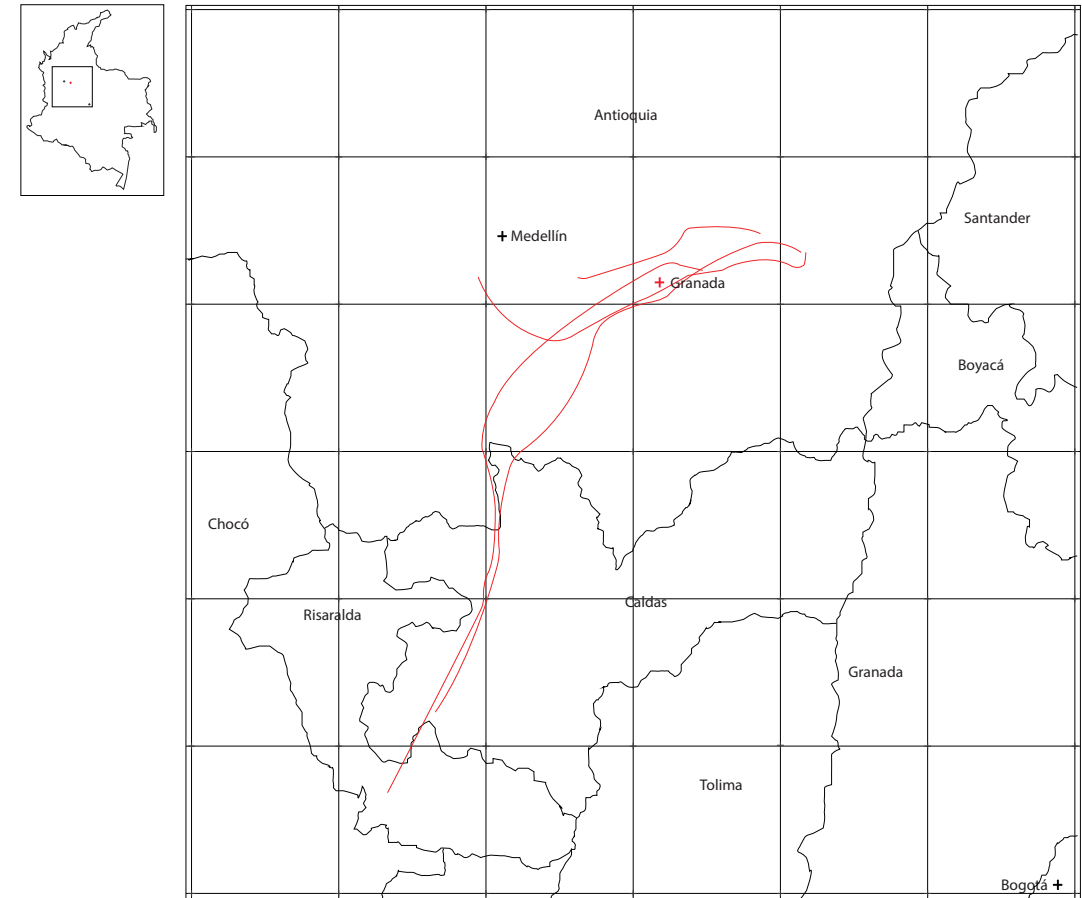 Antioquia
Santander
Medellín
Granada
Boyacá
Chocó
Caldas
Risaralda
Granada
Tolima
Bogotá